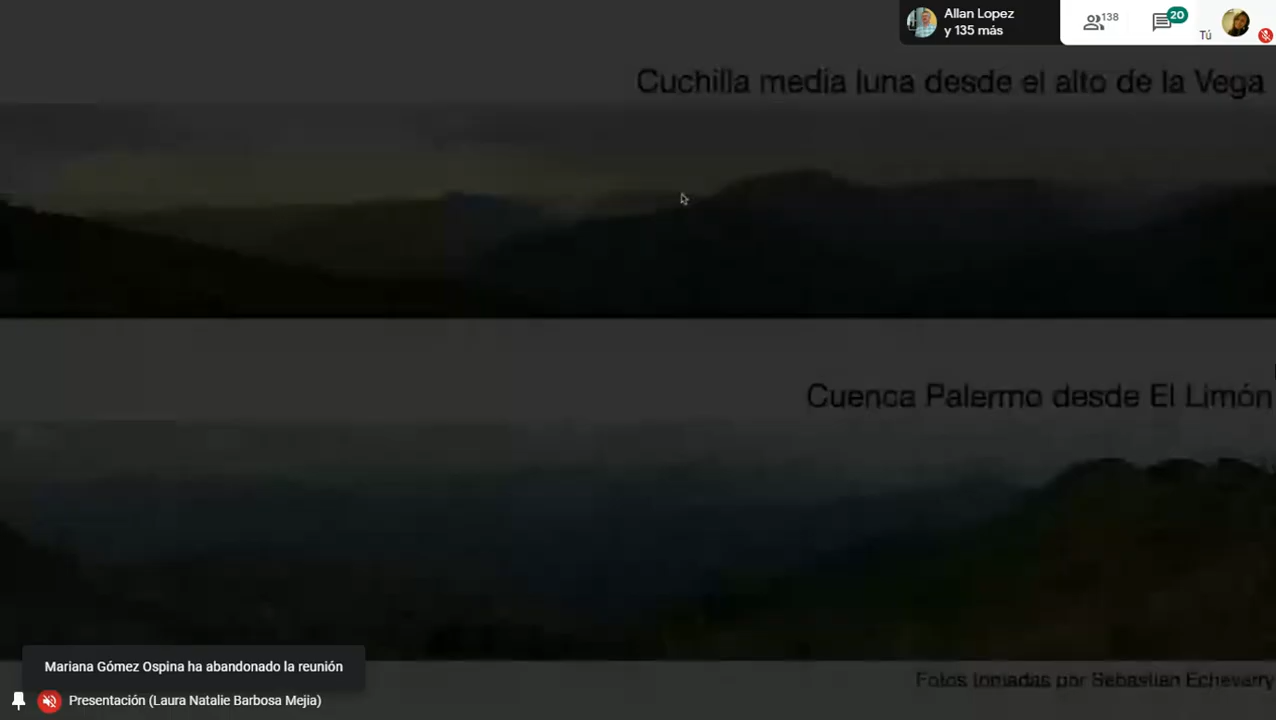 Allan Lopez
y 135 más
138
20
Tú
Cuchilla media luna desde el alto de la Vega
Cuenca Palermo desde El Limón
Mariana Gómez Ospina ha abandonado la reunión
Fotos tomadas por Sebastian Echeverry
Presentación (Laura Natalie Barbosa Mejia)